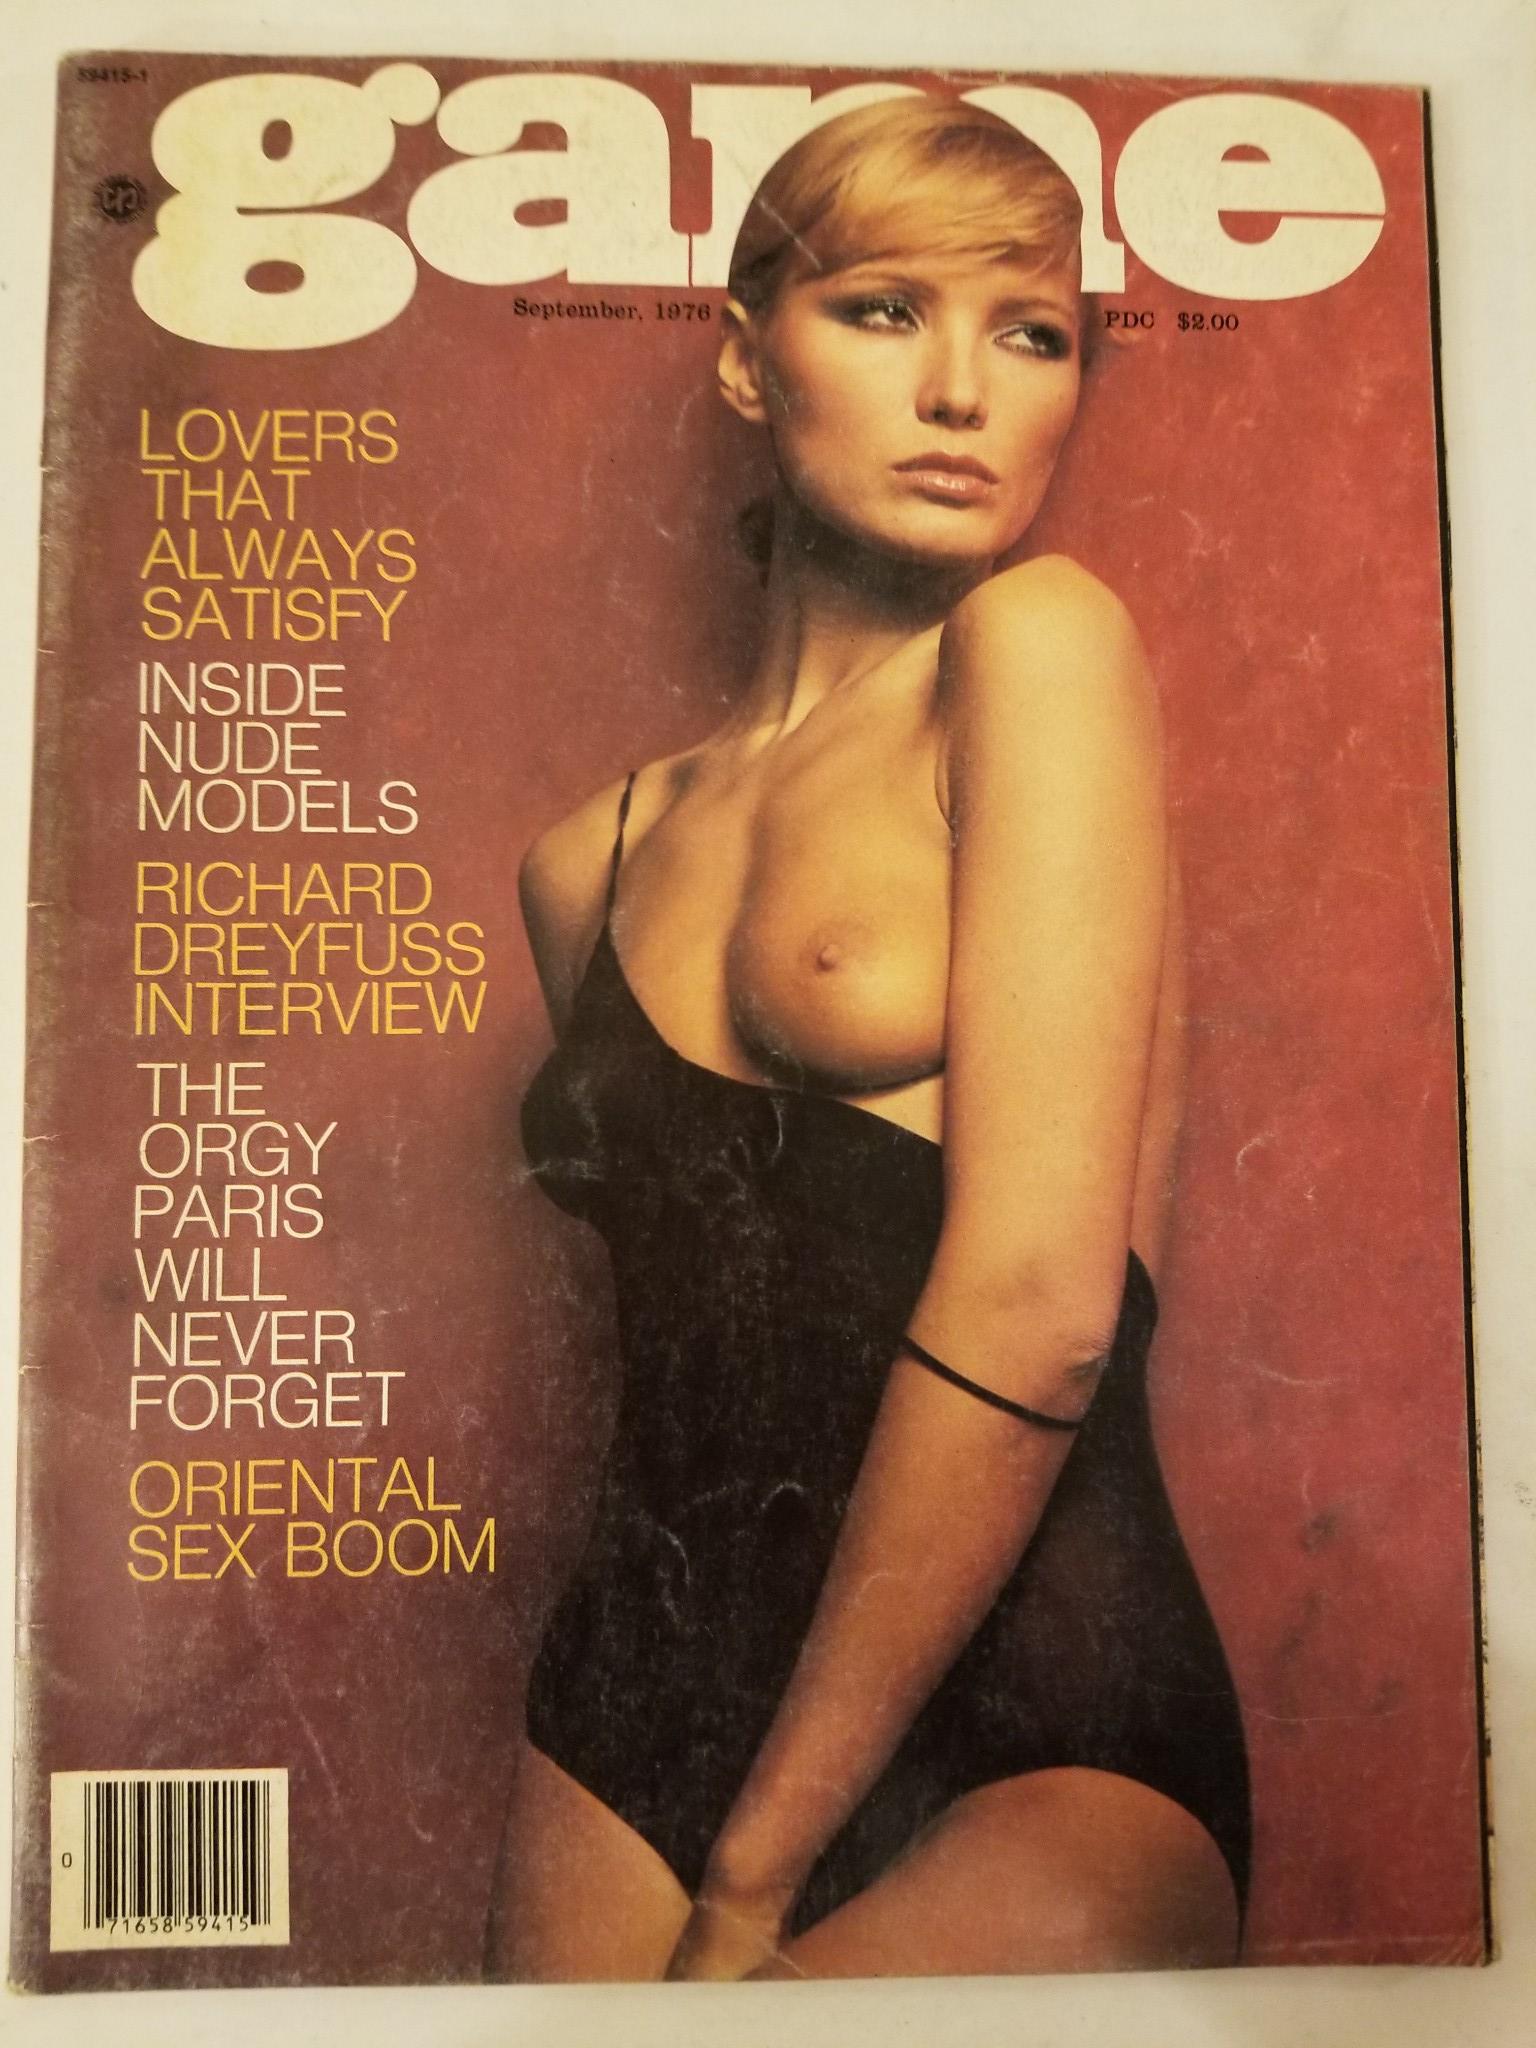 59415-1
game
cp
September, 1976
PDC $2.00
LOVERS
THAT
ALWAYS
SATISFY
INSIDE
NUDE
MODELS
RICHARD
DREYFUSS
INTERVIEW
THE
ORGY
PARIS
WILL
NEVER
FORGET
ORIENTAL
SEX BOOM
0 71658 59415